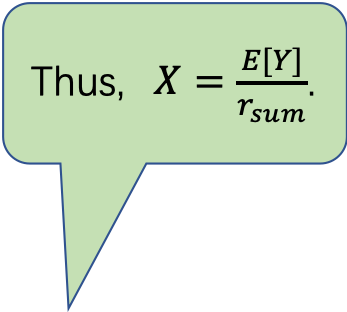 Thus, X = E[Y]/r_sum.